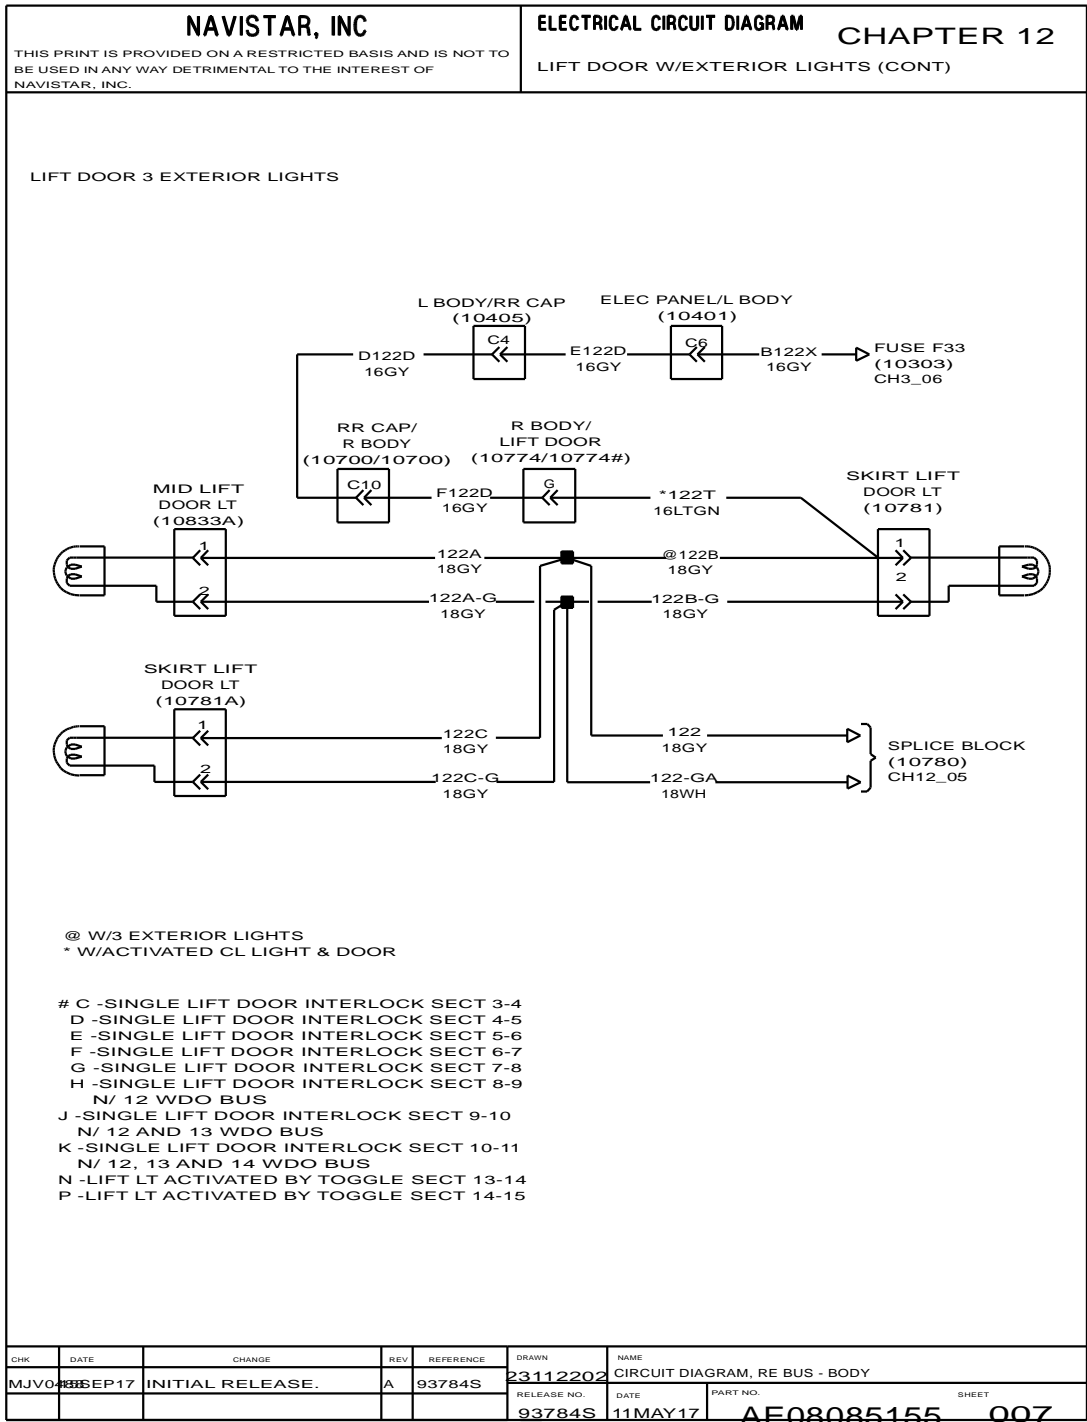 NAVISTAR, INC
THIS PRINT IS PROVIDED ON A RESTRICTED BASIS AND IS NOT TO
BE USED IN ANY WAY DETRIMENTAL TO THE INTEREST OF
NAVISTAR, INC.
ELECTRICAL CIRCUIT DIAGRAM
CHAPTER 12
LIFT DOOR W/EXTERIOR LIGHTS (CONT)
LIFT DOOR 3 EXTERIOR LIGHTS
L BODY/RR CAP
(10405)
C4
ELEC PANEL/L BODY
(10401)
C6
D122D
16GY
E122D
16GY
B122X
16GY
FUSE F33
(10303)
CH3_06
RR CAP/
R BODY
(10700/10700)
C10
R BODY/
LIFT DOOR
(10774/10774#)
G
F122D
16GY
*122T
16LTGN
SKIRT LIFT
DOOR LT
(10781)
1
2
MID LIFT
DOOR LT
(10833A)
1
2
122A
18GY
@122B
18GY
122A-G
18GY
122B-G
18GY
SKIRT LIFT
DOOR LT
(10781A)
1
2
122C
18GY
122
18GY
122C-G
18GY
122-GA
18WH
SPLICE BLOCK
(10780)
CH12_05
@ W/3 EXTERIOR LIGHTS
* W/ACTIVATED CL LIGHT & DOOR
# C -SINGLE LIFT DOOR INTERLOCK SECT 3-4
D -SINGLE LIFT DOOR INTERLOCK SECT 4-5
E -SINGLE LIFT DOOR INTERLOCK SECT 5-6
F -SINGLE LIFT DOOR INTERLOCK SECT 6-7
G -SINGLE LIFT DOOR INTERLOCK SECT 7-8
H -SINGLE LIFT DOOR INTERLOCK SECT 8-9
N/ 12 WDO BUS
J -SINGLE LIFT DOOR INTERLOCK SECT 9-10
N/ 12 AND 13 WDO BUS
K -SINGLE LIFT DOOR INTERLOCK SECT 10-11
N/ 12, 13 AND 14 WDO BUS
N -LIFT LT ACTIVATED BY TOGGLE SECT 13-14
P -LIFT LT ACTIVATED BY TOGGLE SECT 14-15
CHK DATE CHANGE REV REFERENCE
INITIAL RELEASE. A 93784S
DRAWN
23112202
NAME
CIRCUIT DIAGRAM, RE BUS - BODY
RELEASE NO.
93784S
DATE
11MAY17
PART NO.
AE08085155
SHEET
007